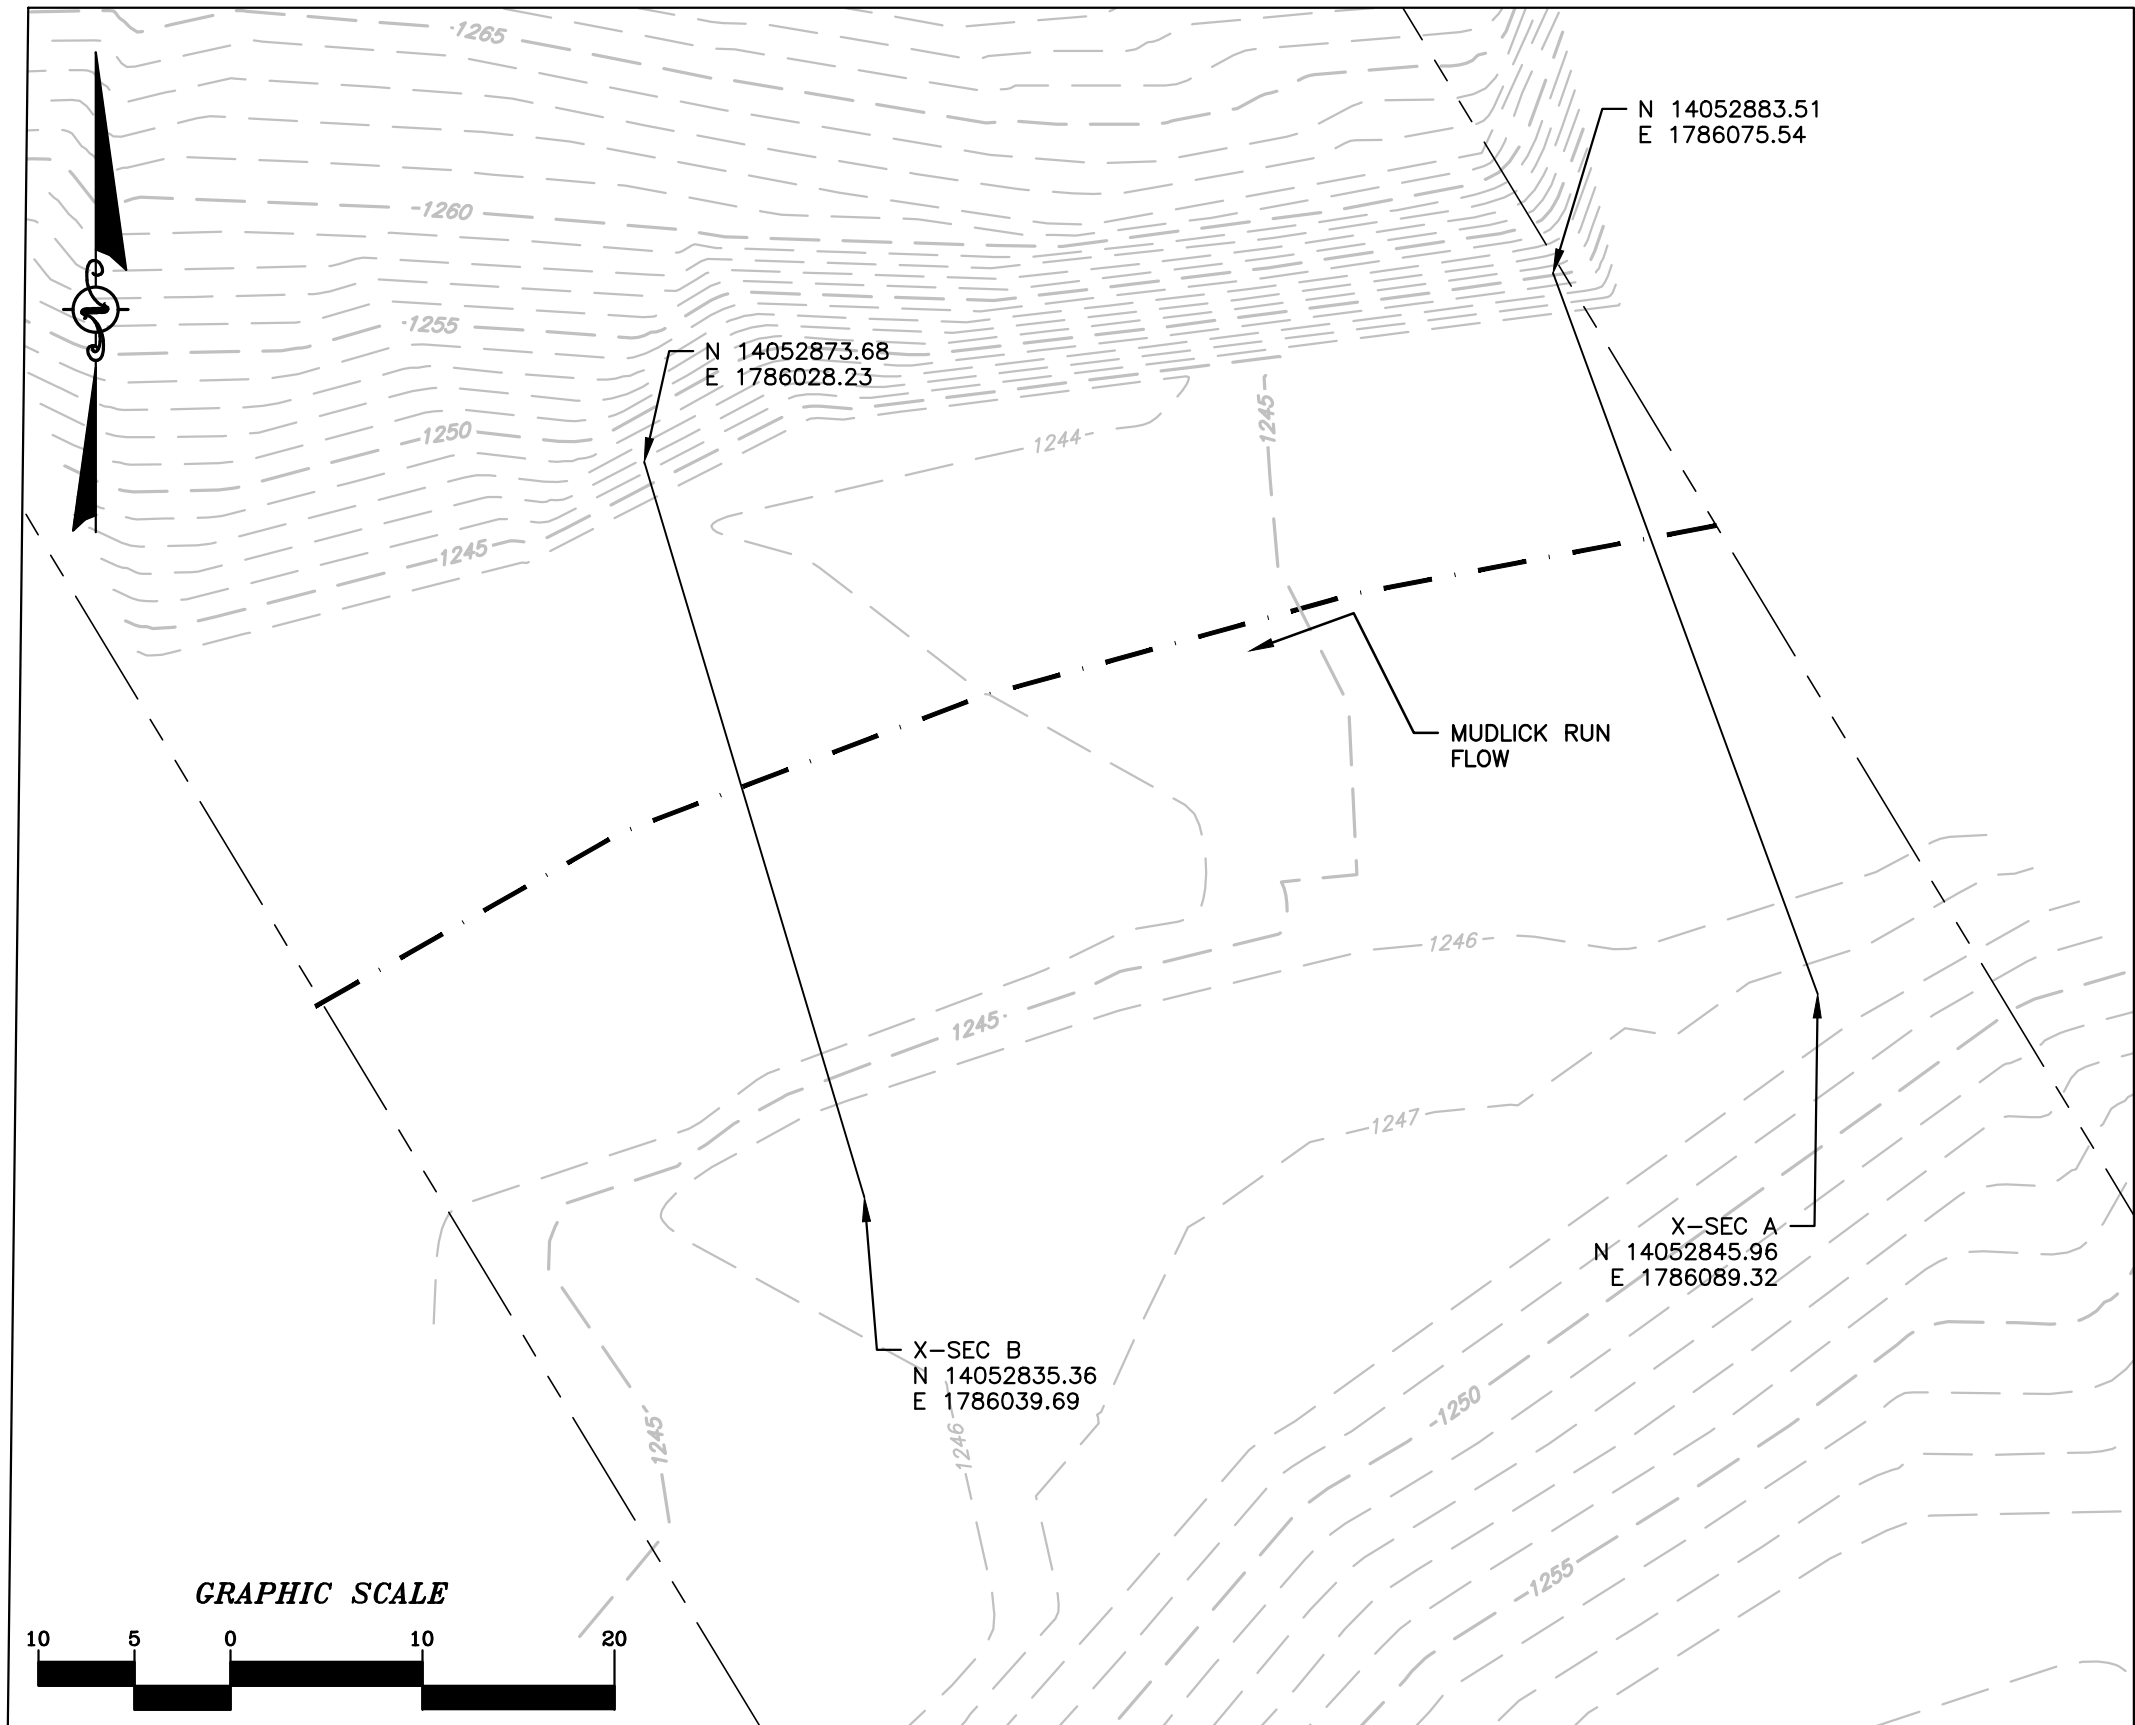 -1265
N 14052883.51
E 1786075.54
-1260
-1255
N 14052873.68
E 1786028.23
-1250
1244-
1245-
-1245
MUDLICK RUN
FLOW
1246-
1245-
-1247
X-SEC A
N 14052845.96
E 1786089.32
X-SEC B
N 14052835.36
E 1786039.69
1245-
1246-
-1250
-1255
GRAPHIC SCALE
10 5 0 10 20